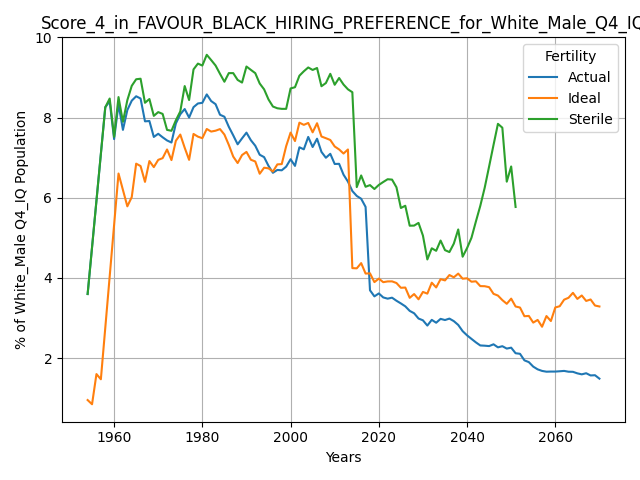 Score_4_in_FAVOUR_BLACK_HIRING_PREFERENCE_for_White_Male_Q4_IQ
% of White_Male Q4_IQ Population
10
8
6
4
2
Fertility
Actual
Ideal
Sterile
1960
1980
2000
2020
2040
2060
Years